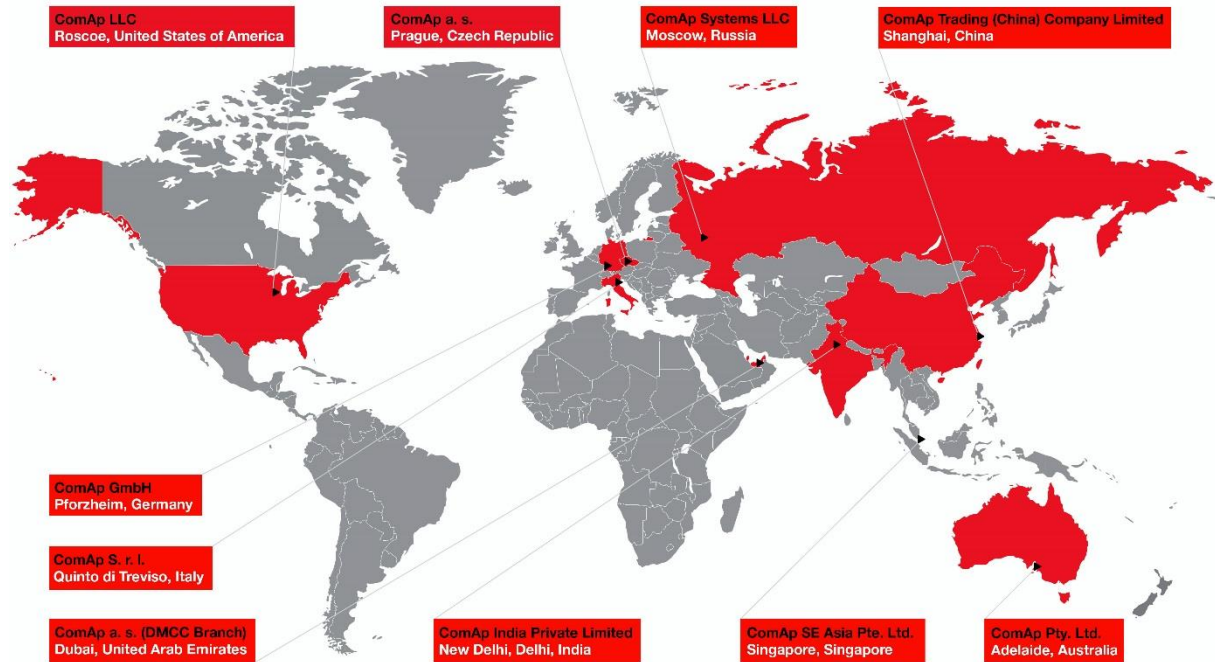 ComAp LLC
Roscoe, United States of America
ComAp a. s.
Prague, Czech Republic
ComAp Systems LLC
Moscow, Russia
ComAp Trading (China) Company Limited
Shanghai, China
ComAp GmbH
Pforzheim, Germany
ComAp S. r. l.
Quinto di Treviso, Italy
ComAp a. s. (DMCC Branch)
Dubai, United Arab Emirates
ComAp India Private Limited
New Delhi, Delhi, India
ComAp SE Asia Pte. Ltd.
Singapore, Singapore
ComAp Pty. Ltd.
Adelaide, Australia